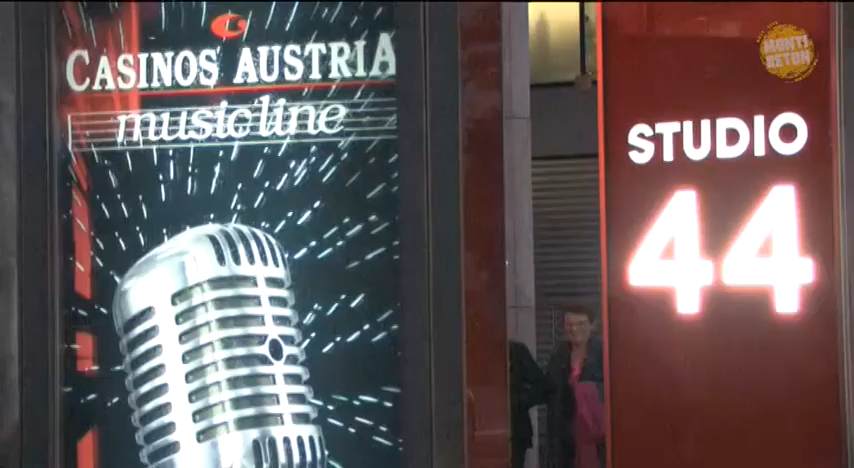 CASINOS AUSTRIA
musicline
MONTI
BETON
STUDIO
44